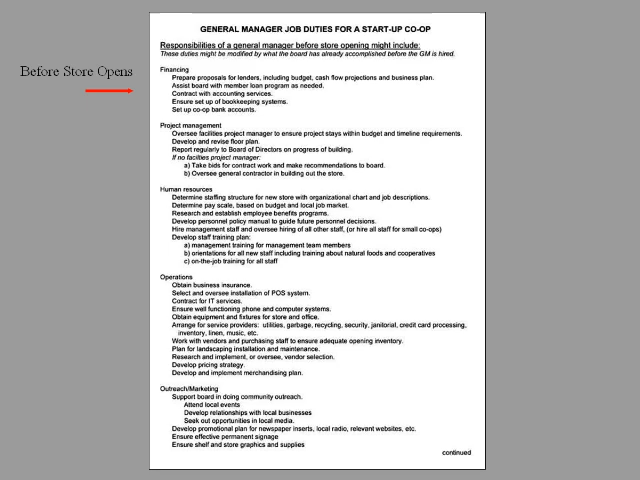 GENERAL MANAGER JOB DUTIES FOR A START-UP CO-OP
Responsibilities of a general manager before store opening might include:
These duties might be modified by what the board has already accomplished before the GM is hired.
Before Store Opens
Financing
Prepare proposals for lenders, including budget, cash flow projections and business plan.
Assist board with member loan program as needed.
Contract with accounting services.
Ensure set up of bookkeeping systems.
Set up co-op bank accounts.
Project management
Oversee facilities project manager to ensure project stays within budget and timeline requirements.
Develop and revise floor plan.
Report regularly to Board of Directors on progress of building.
If no facilities project manager:
a) Take bids for contract work and make recommendations to board.
b) Oversee general contractor in building out the store.
Human resources
Determine staffing structure for new store with organizational chart and job descriptions.
Determine pay scale, based on budget and local job market.
Research and establish employee benefits programs.
Develop personnel policy manual to guide future personnel decisions.
Hire management staff and oversee hiring of all other staff, (or hire all staff for small co-ops)
Develop staff training plan:
a) management training for management team members
b) orientations for all new staff including training about natural foods and cooperatives
c) on-the-job training for all staff
Operations
Obtain business insurance.
Select and oversee installation of POS system.
Contract for IT services.
Ensure well functioning phone and computer systems.
Obtain equipment and fixtures for store and office.
Arrange for service providers: utilities, garbage, recycling, security, janitorial, credit card processing,
inventory, linen, music, etc.
Work with vendors and purchasing staff to ensure adequate opening inventory.
Plan for landscaping installation and maintenance.
Research and implement, or oversee, vendor selection.
Develop pricing strategy.
Develop and implement merchandising plan.
Outreach/Marketing
Support board in doing community outreach.
Attend local events
Develop relationships with local businesses
Seek out opportunities in local media.
Develop promotional plan for newspaper inserts, local radio, relevant websites, etc.
Ensure effective permanent signage
Ensure shelf and store graphics and supplies
continued